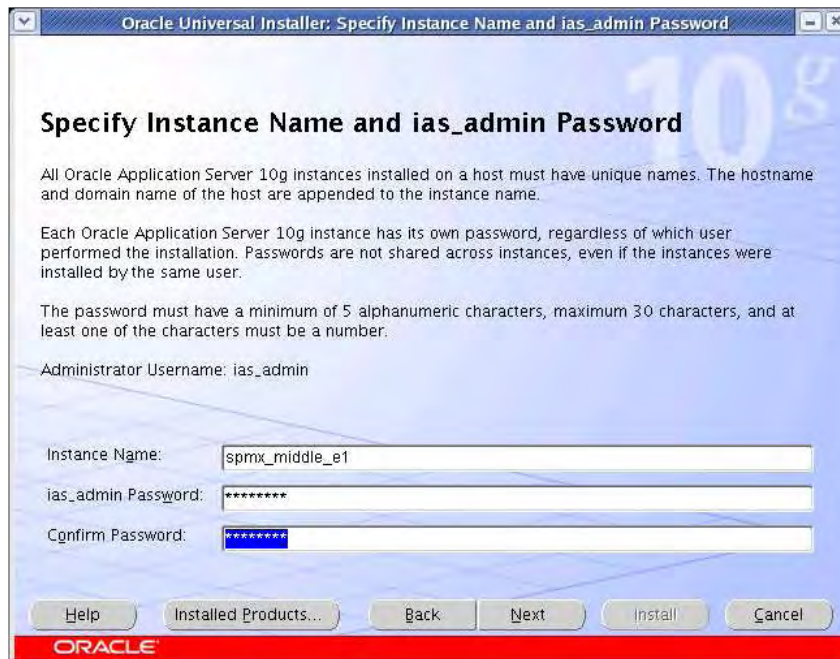 Oracle Universal Installer: Specify Instance Name and ias_admin Password
10g
Specify Instance Name and ias_admin Password
All Oracle Application Server 10g instances installed on a host must have unique names. The hostname
and domain name of the host are appended to the instance name.
Each Oracle Application Server 10g instance has its own password, regardless of which user
performed the installation. Passwords are not shared across instances, even if the instances were
installed by the same user.
The password must have a minimum of 5 alphanumeric characters, maximum 30 characters, and at
least one of the characters must be a number.
Administrator Username: ias_admin
Instance Name: spmx_middle_e1
ias_admin Password: ********
Confirm Password: ********
Help Installed Products... Back Next Install Cancel
ORACLE